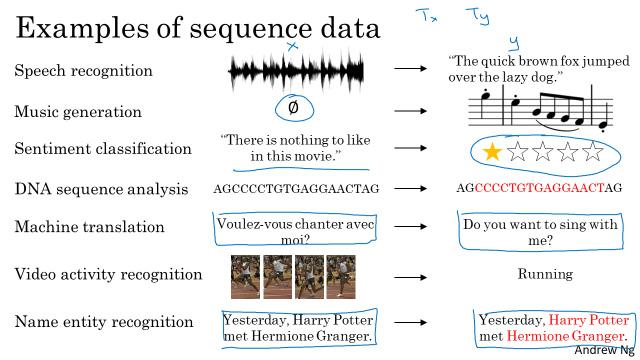 Examples of sequence data
Tx Ty
x
y
Speech recognition
"The quick brown fox jumped
over the lazy dog."
Music generation
∅
Sentiment classification
"There is nothing to like
in this movie."
DNA sequence analysis
AGCCCCTGTGAGGAACTAG
AGCCCCTGTGAGGAACTAG
Machine translation
Voulez-vous chanter avec
moi?
Do you want to sing with
me?
Video activity recognition
Running
Name entity recognition
Yesterday, Harry Potter
met Hermione Granger.
Yesterday, Harry Potter
met Hermione Granger.
Andrew Ng